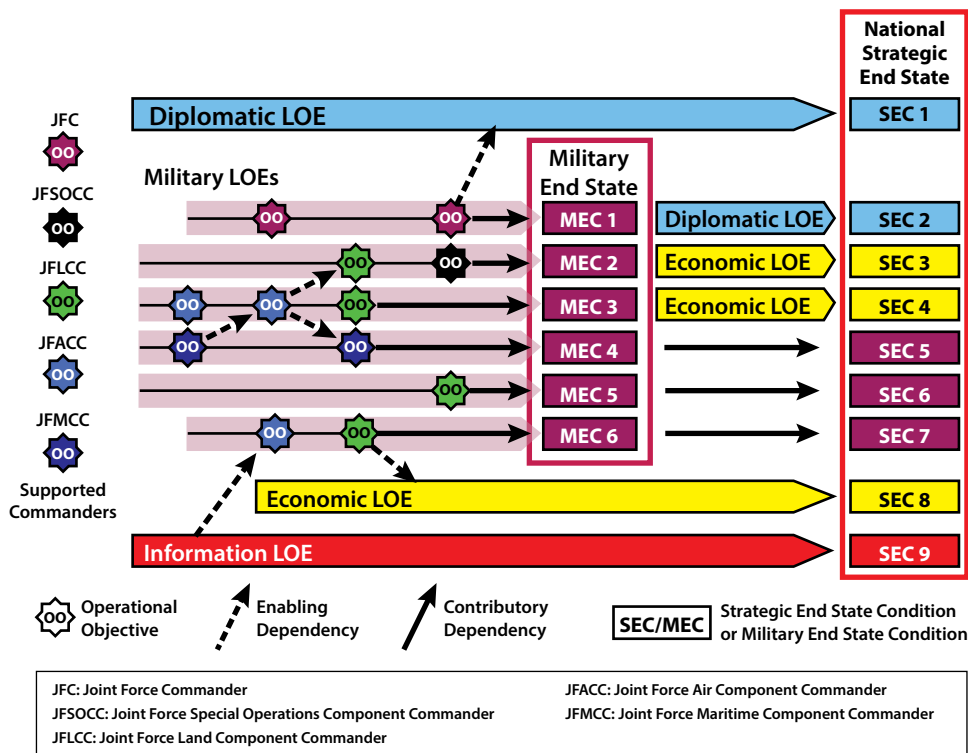 National
Strategic
End State
Diplomatic LOE
SEC 1
JFC
OO
Military LOEs
Military
End State
JFSOCC
OO
OO
OO
MEC 1
Diplomatic LOE
SEC 2
JFLCC
OO
OO
OO
MEC 2
Economic LOE
SEC 3
OO
OO
OO
MEC 3
Economic LOE
SEC 4
JFACC
OO
OO
OO
MEC 4
SEC 5
JFMCC
OO
OO
MEC 5
SEC 6
OO
OO
MEC 6
SEC 7
Supported
Commanders
Economic LOE
SEC 8
Information LOE
SEC 9
OO
Operational
Objective
Enabling
Dependency
Contributory
Dependency
SEC/MEC
Strategic End State Condition
or Military End State Condition
JFC: Joint Force Commander
JFSOCC: Joint Force Special Operations Component Commander
JFLCC: Joint Force Land Component Commander
JFACC: Joint Force Air Component Commander
JFMCC: Joint Force Maritime Component Commander